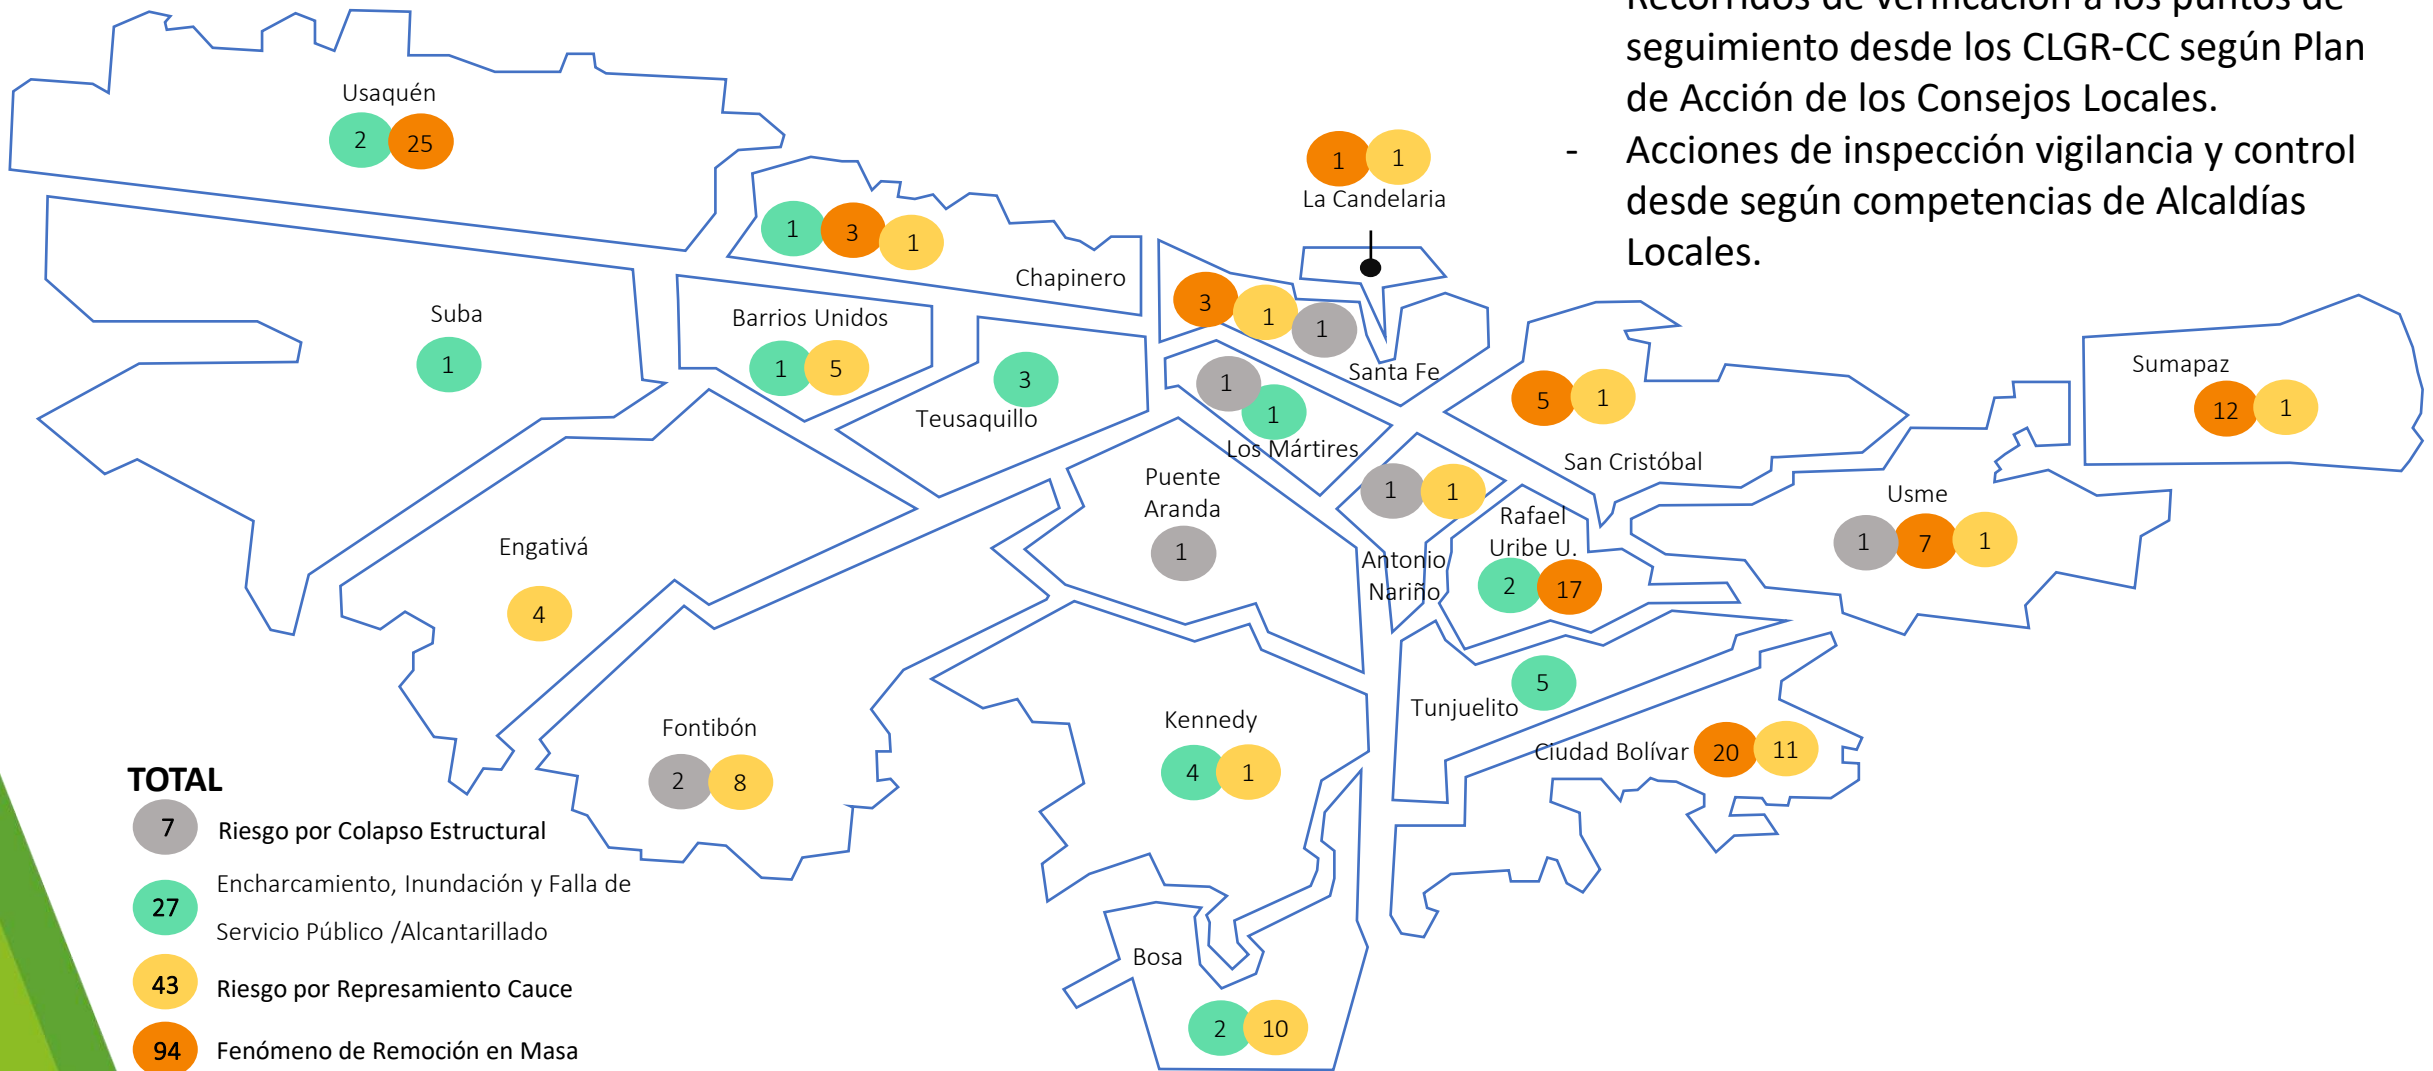 Recorridos de verificación a los puntos de
seguimiento desde los CLGR-CC según Plan
de Acción de los Consejos Locales.
- Acciones de inspección vigilancia y control
desde según competencias de Alcaldías
Locales.
Usaquén
2 25
1 1
La Candelaria
1 3 1
Chapinero
3 1 1
Santa Fe
Suba
1
Barrios Unidos
1 5
3
Teusaquillo
1
1
Los Mártires
5 1
San Cristóbal
Sumapaz
12 1
Puente
Aranda
1
1 1
Antonio
Nariño
Rafael
Uribe U.
2 17
Usme
1 7 1
Engativá
4
5
Tunjuelito
Fontibón
2 8
Kennedy
4 1
Ciudad Bolívar 20 11
Bosa
2 10
TOTAL
7 Riesgo por Colapso Estructural
27 Encharcamiento, Inundación y Falla de
Servicio Público /Alcantarillado
43 Riesgo por Represamiento Cauce
94 Fenómeno de Remoción en Masa